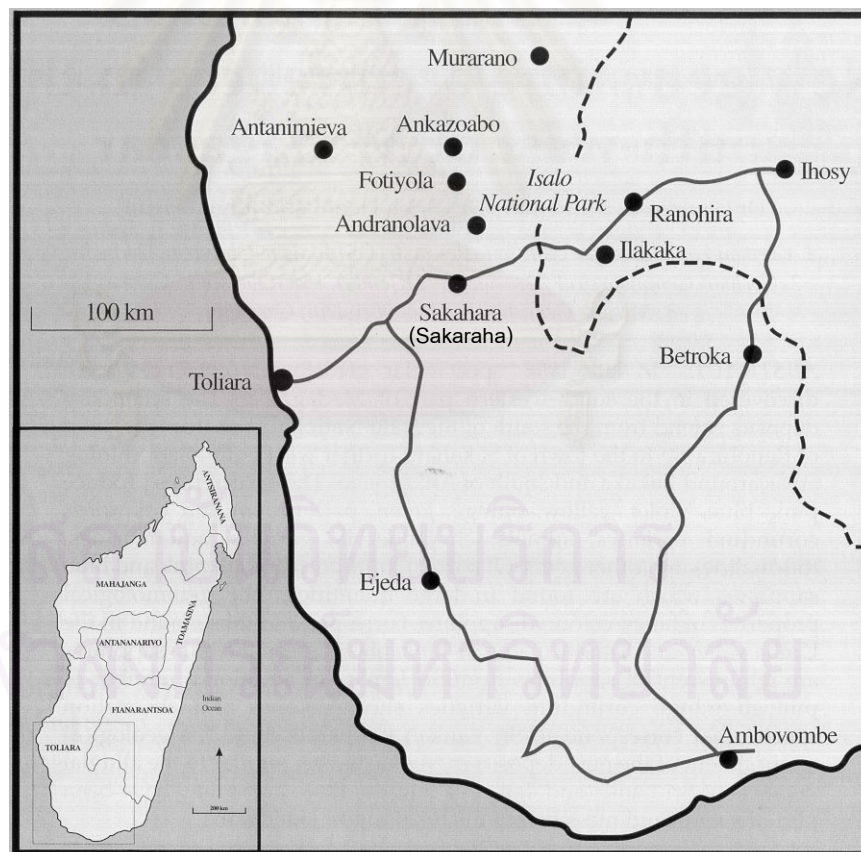 Murarano
Antanimieva
Ankazoabo
Fotiyola
Isalo
National Park
Ihosy
Ranohira
Andranolava
Ilakaka
100 km
Sakahara
(Sakaraha)
Betroka
Toliara
Ejeda
Ambovombe
ANTSIRANANA
MAHAJANGA
TOAMASINA
ANTANANARIVO
FIANARANTSOA
Indian
Ocean
TOLIARA
200 km